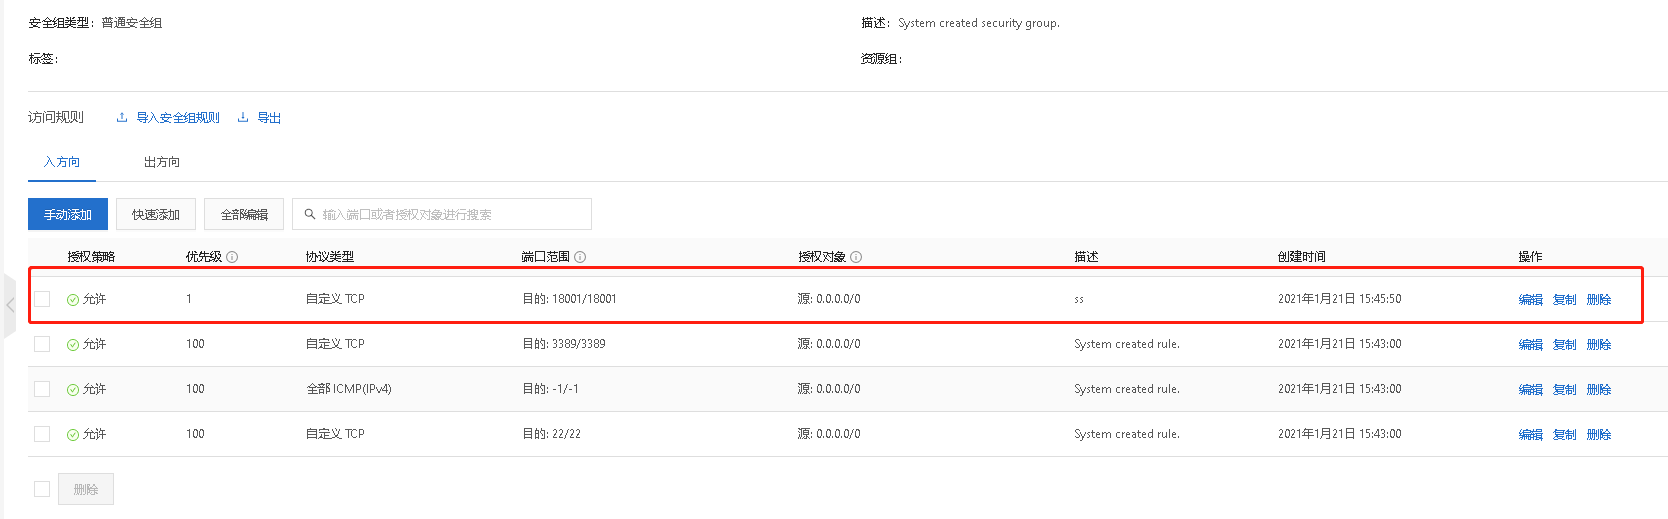 安全组类型： 普通安全组 描述： System created security group.
标签： 资源组：
访问规则 导入安全组规则 导出
入方向 出方向
手动添加 快速添加 全部编辑 输入端口或者授权对象进行搜索
授权策略 优先级 协议类型 端口范围 授权对象 描述 创建时间 操作
允许 1 自定义 TCP 目的: 18001/18001 源: 0.0.0.0/0 ss 2021年1月21日 15:45:50 编辑 复制 删除
允许 100 自定义 TCP 目的: 3389/3389 源: 0.0.0.0/0 System created rule. 2021年1月21日 15:43:00 编辑 复制 删除
允许 100 全部 ICMP(IPv4) 目的: -1/-1 源: 0.0.0.0/0 System created rule. 2021年1月21日 15:43:00 编辑 复制 删除
允许 100 自定义 TCP 目的: 22/22 源: 0.0.0.0/0 System created rule. 2021年1月21日 15:43:00 编辑 复制 删除
删除